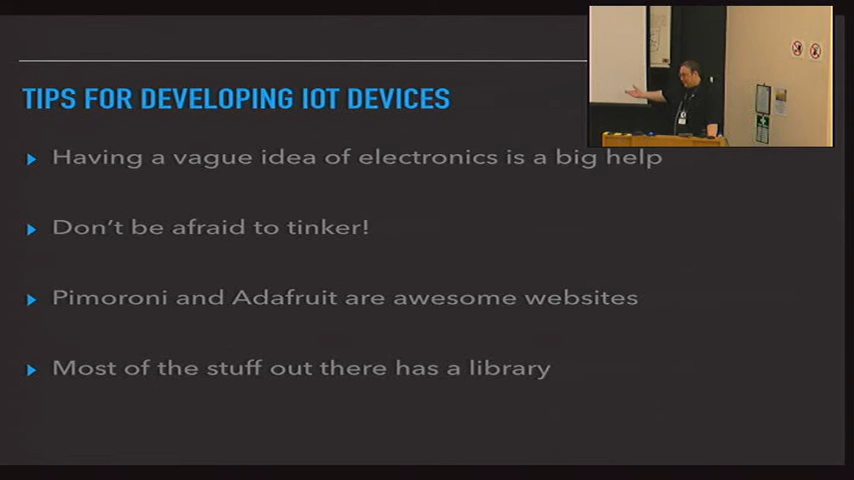 TIPS FOR DEVELOPING IOT DEVICES
Having a vague idea of electronics is a big help
Don't be afraid to tinker!
Pimoroni and Adafruit are awesome websites
Most of the stuff out there has a library